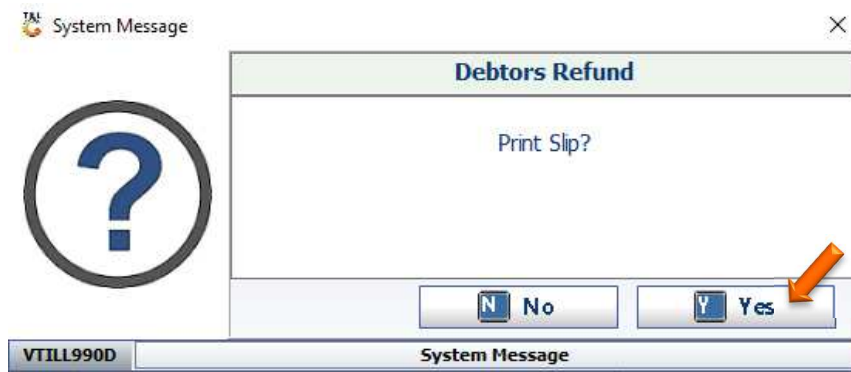 System Message
Debtors Refund
Print Slip?
N No
Y Yes
VTILL990D System Message